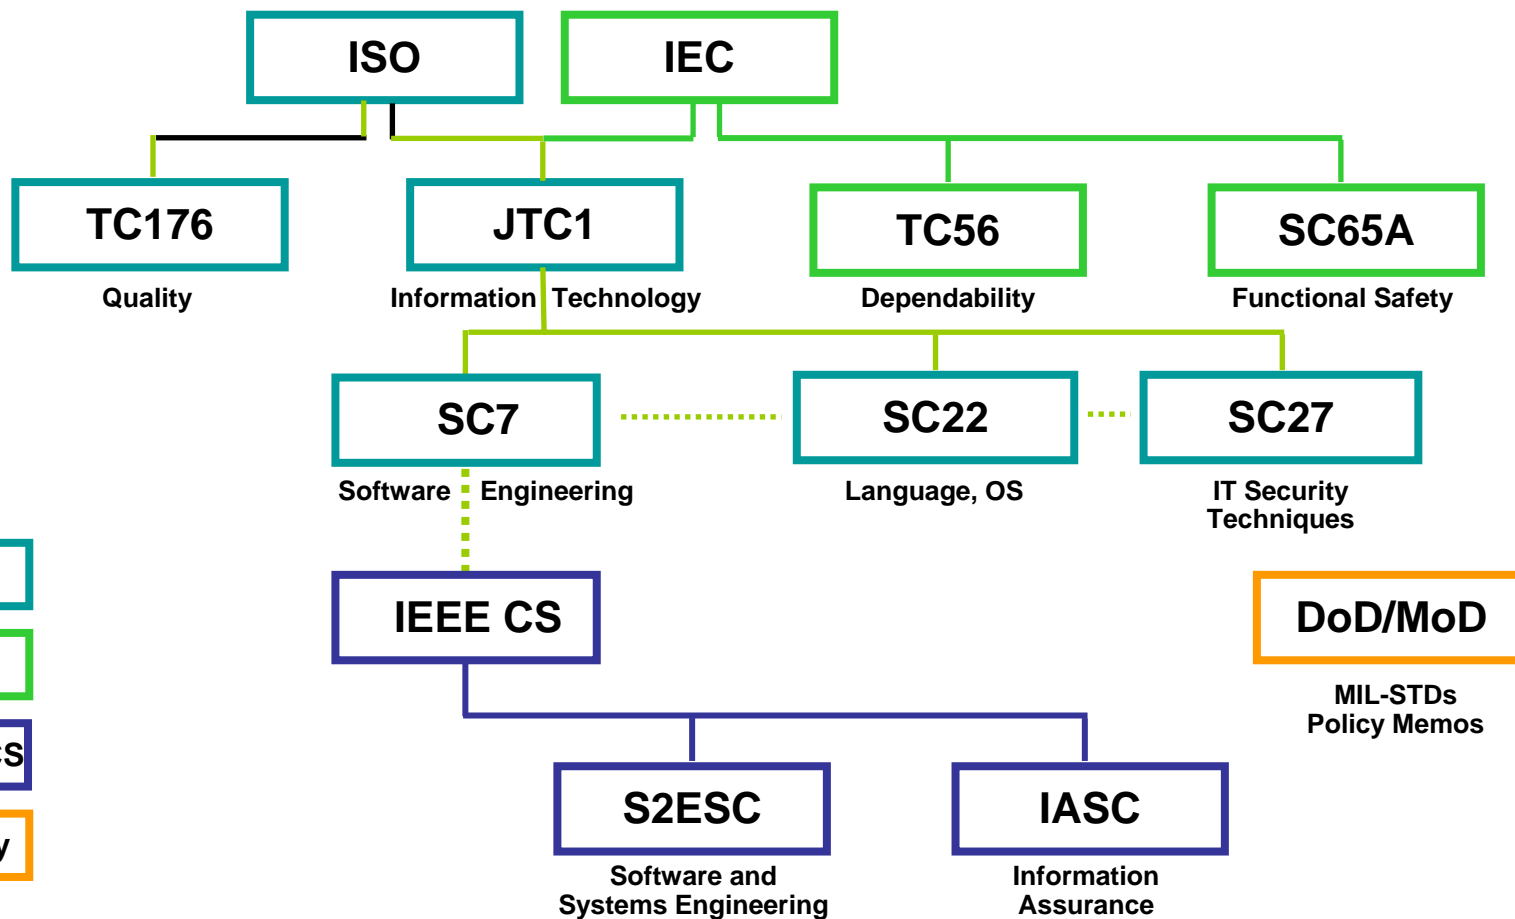 ISO
IEC
TC176
JTC1
TC56
SC65A
Quality
Information Technology
Dependability
Functional Safety
SC7
SC22
SC27
Software Engineering
Language, OS
IT Security
Techniques
IEEE CS
DoD/MoD
MIL-STDs
Policy Memos
CS
y
S2ESC
IASC
Software and
Systems Engineering
Information
Assurance